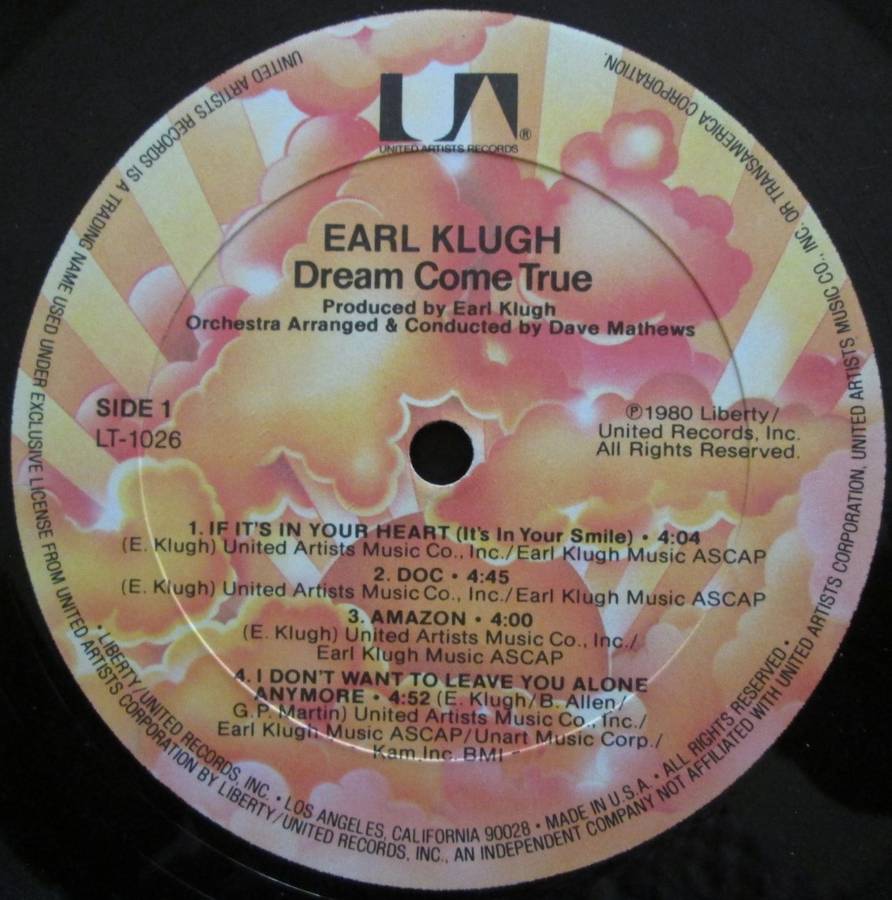 UA®
UNITED ARTISTS RECORDS
EARL KLUGH
Dream Come True
Produced by Earl Klugh
Orchestra Arranged & Conducted by Dave Mathews
SIDE 1
LT-1026
℗1980 Liberty/
United Records, Inc.
All Rights Reserved.
1. IF IT'S IN YOUR HEART (It's In Your Smile) • 4:04
(E. Klugh) United Artists Music Co., Inc./Earl Klugh Music ASCAP
2. DOC • 4:45
(E. Klugh) United Artists Music Co., Inc./Earl Klugh Music ASCAP
3. AMAZON • 4:00
(E. Klugh) United Artists Music Co., Inc./
Earl Klugh Music ASCAP
4. I DON'T WANT TO LEAVE YOU ALONE
ANYMORE • 4:52 (E. Klugh/B. Allen/
G.P. Martin) United Artists Music Co., Inc./
Earl Klugh Music ASCAP/Unart Music Corp./
Kam Inc. BMI
• LIBERTY/UNITED RECORDS, INC. • LOS ANGELES, CALIFORNIA 90028 • MADE IN U.S.A. • ALL RIGHTS RESERVED •
UNITED ARTISTS RECORDS IS A TRADING NAME USED UNDER EXCLUSIVE LICENSE FROM UNITED ARTISTS CORPORATION BY LIBERTY/UNITED RECORDS, INC., AN INDEPENDENT COMPANY NOT AFFILIATED WITH UNITED ARTISTS CORPORATION, UNITED ARTISTS MUSIC CO., INC. OR TRANSAMERICA CORPORATION.